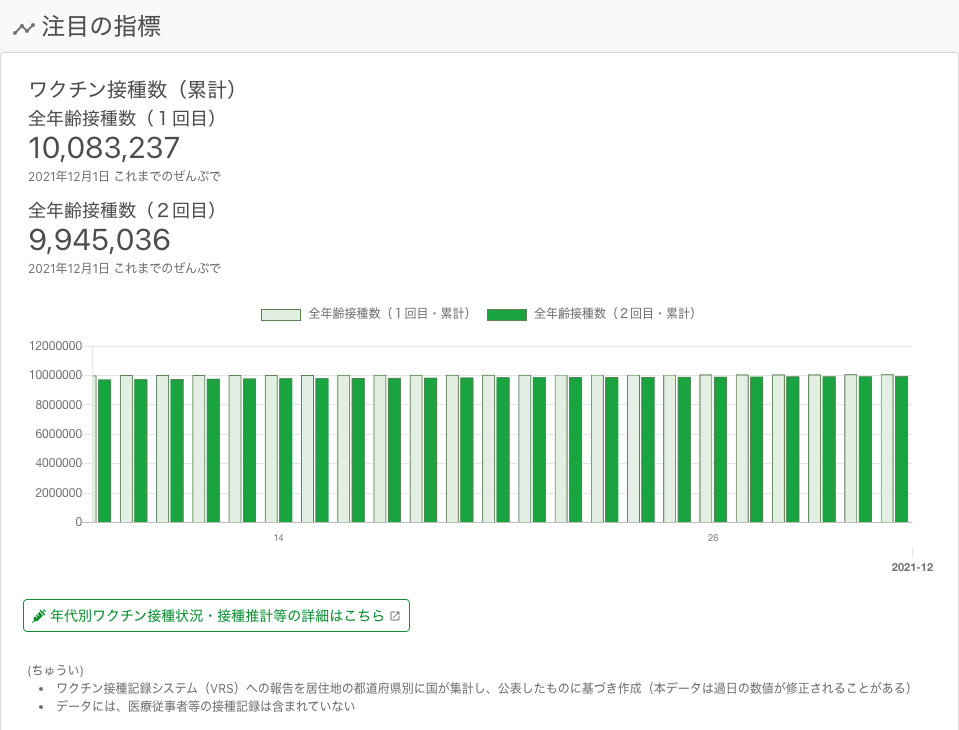 注目の指標
ワクチン接種数（累計）
全年齢接種数（１回目）
10,083,237
2021年12月1日 これまでのぜんぶで
全年齢接種数（２回目）
9,945,036
2021年12月1日 これまでのぜんぶで
全年齢接種数（１回目・累計） 全年齢接種数（２回目・累計）
12000000
10000000
8000000
6000000
4000000
2000000
0
14 26
2021-12
年代別ワクチン接種状況・接種推計等の詳細はこちら
(ちゅうい)
• ワクチン接種記録システム（VRS）への報告を居住地の都道府県別に国が集計し、公表したものに基づき作成（本データは過日の数値が修正されることがある）
• データには、医療従事者等の接種記録は含まれていない